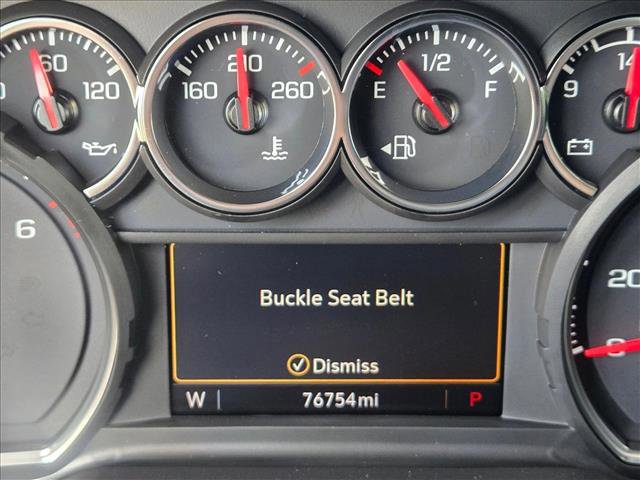 60 120
160 210 260
E 1/2 F
9 14
6
Buckle Seat Belt
Dismiss
20
W 76754mi P